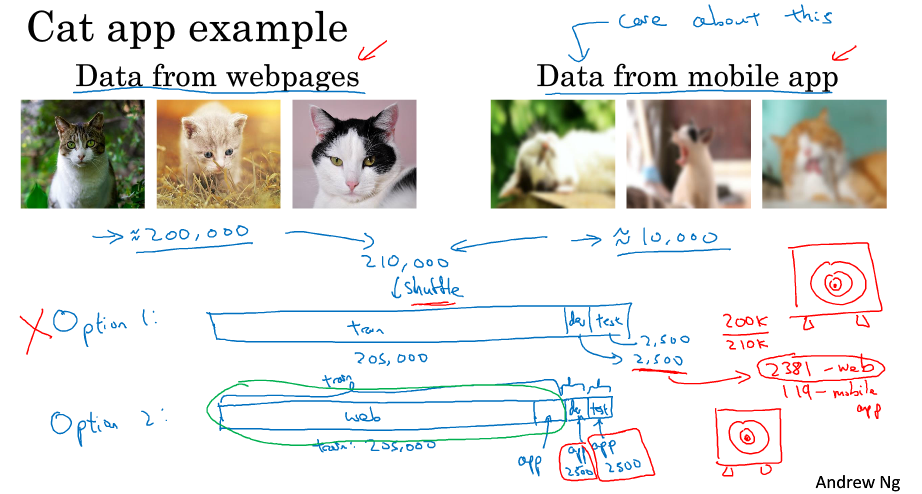 Cat app example
care about this
Data from webpages
Data from mobile app
≈200,000
≈10,000
210,000
shuffle
Option 1:
train
dev
test
200K
210K
2,500
205,000
2,500
2381 - web
119 - mobile app
train
Option 2:
web
dev
test
train: 205,000
app
app
2500
app
2500
Andrew Ng